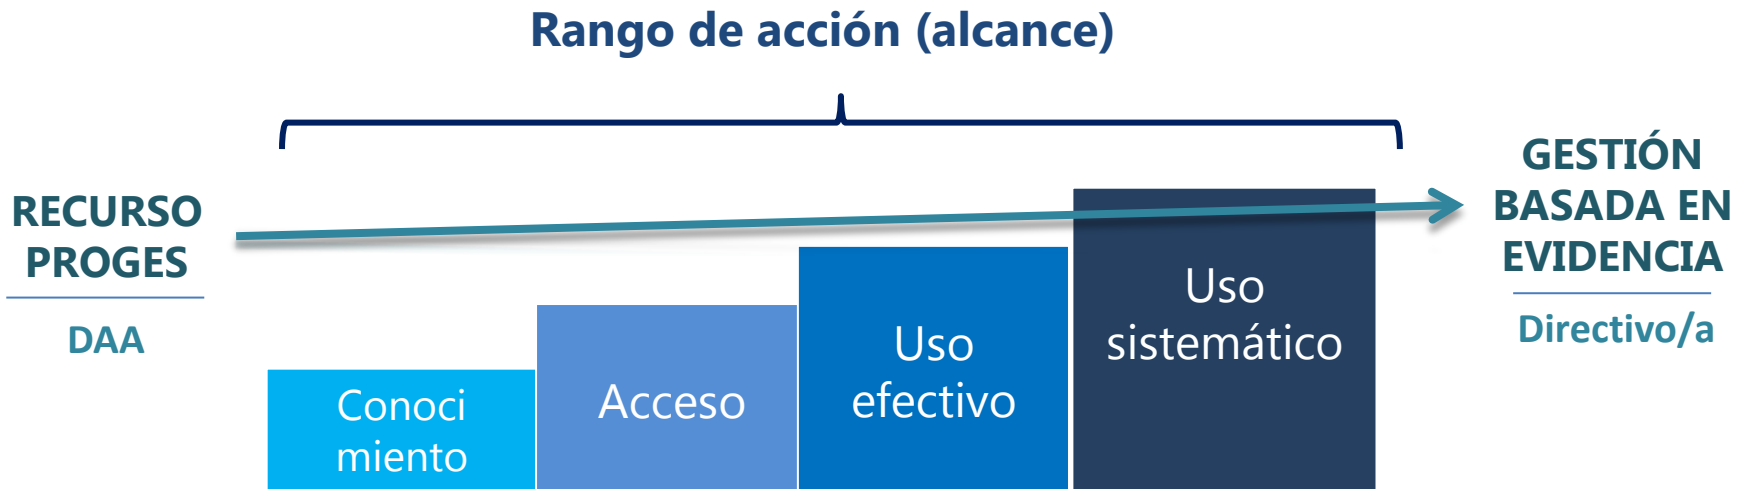 Rango de acción (alcance)
RECURSO
PROGES
DAA
Conoci
miento
Acceso
Uso
efectivo
Uso
sistemático
GESTIÓN
BASADA EN
EVIDENCIA
Directivo/a